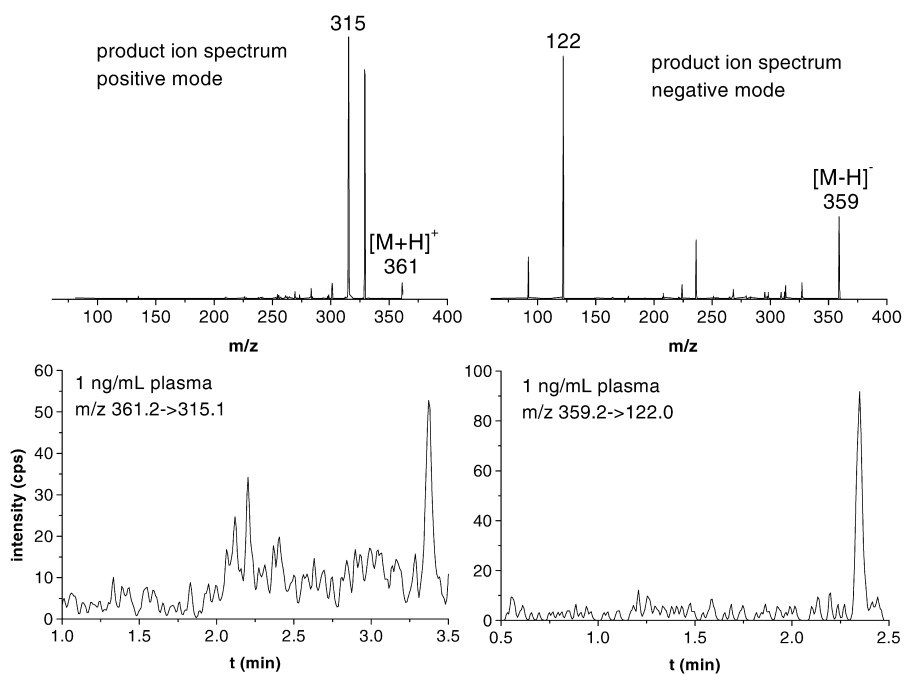 315
product ion spectrum
positive mode
[M+H]+
361
100 150 200 250 300 350 400
m/z
122
product ion spectrum
negative mode
[M-H]-
359
100 150 200 250 300 350 400
m/z
60
50
40
30
20
10
0
intensity (cps)
1 ng/mL plasma
m/z 361.2->315.1
1.0 1.5 2.0 2.5 3.0 3.5
t (min)
100
80
60
40
20
0
1 ng/mL plasma
m/z 359.2->122.0
0.5 1.0 1.5 2.0 2.5
t (min)